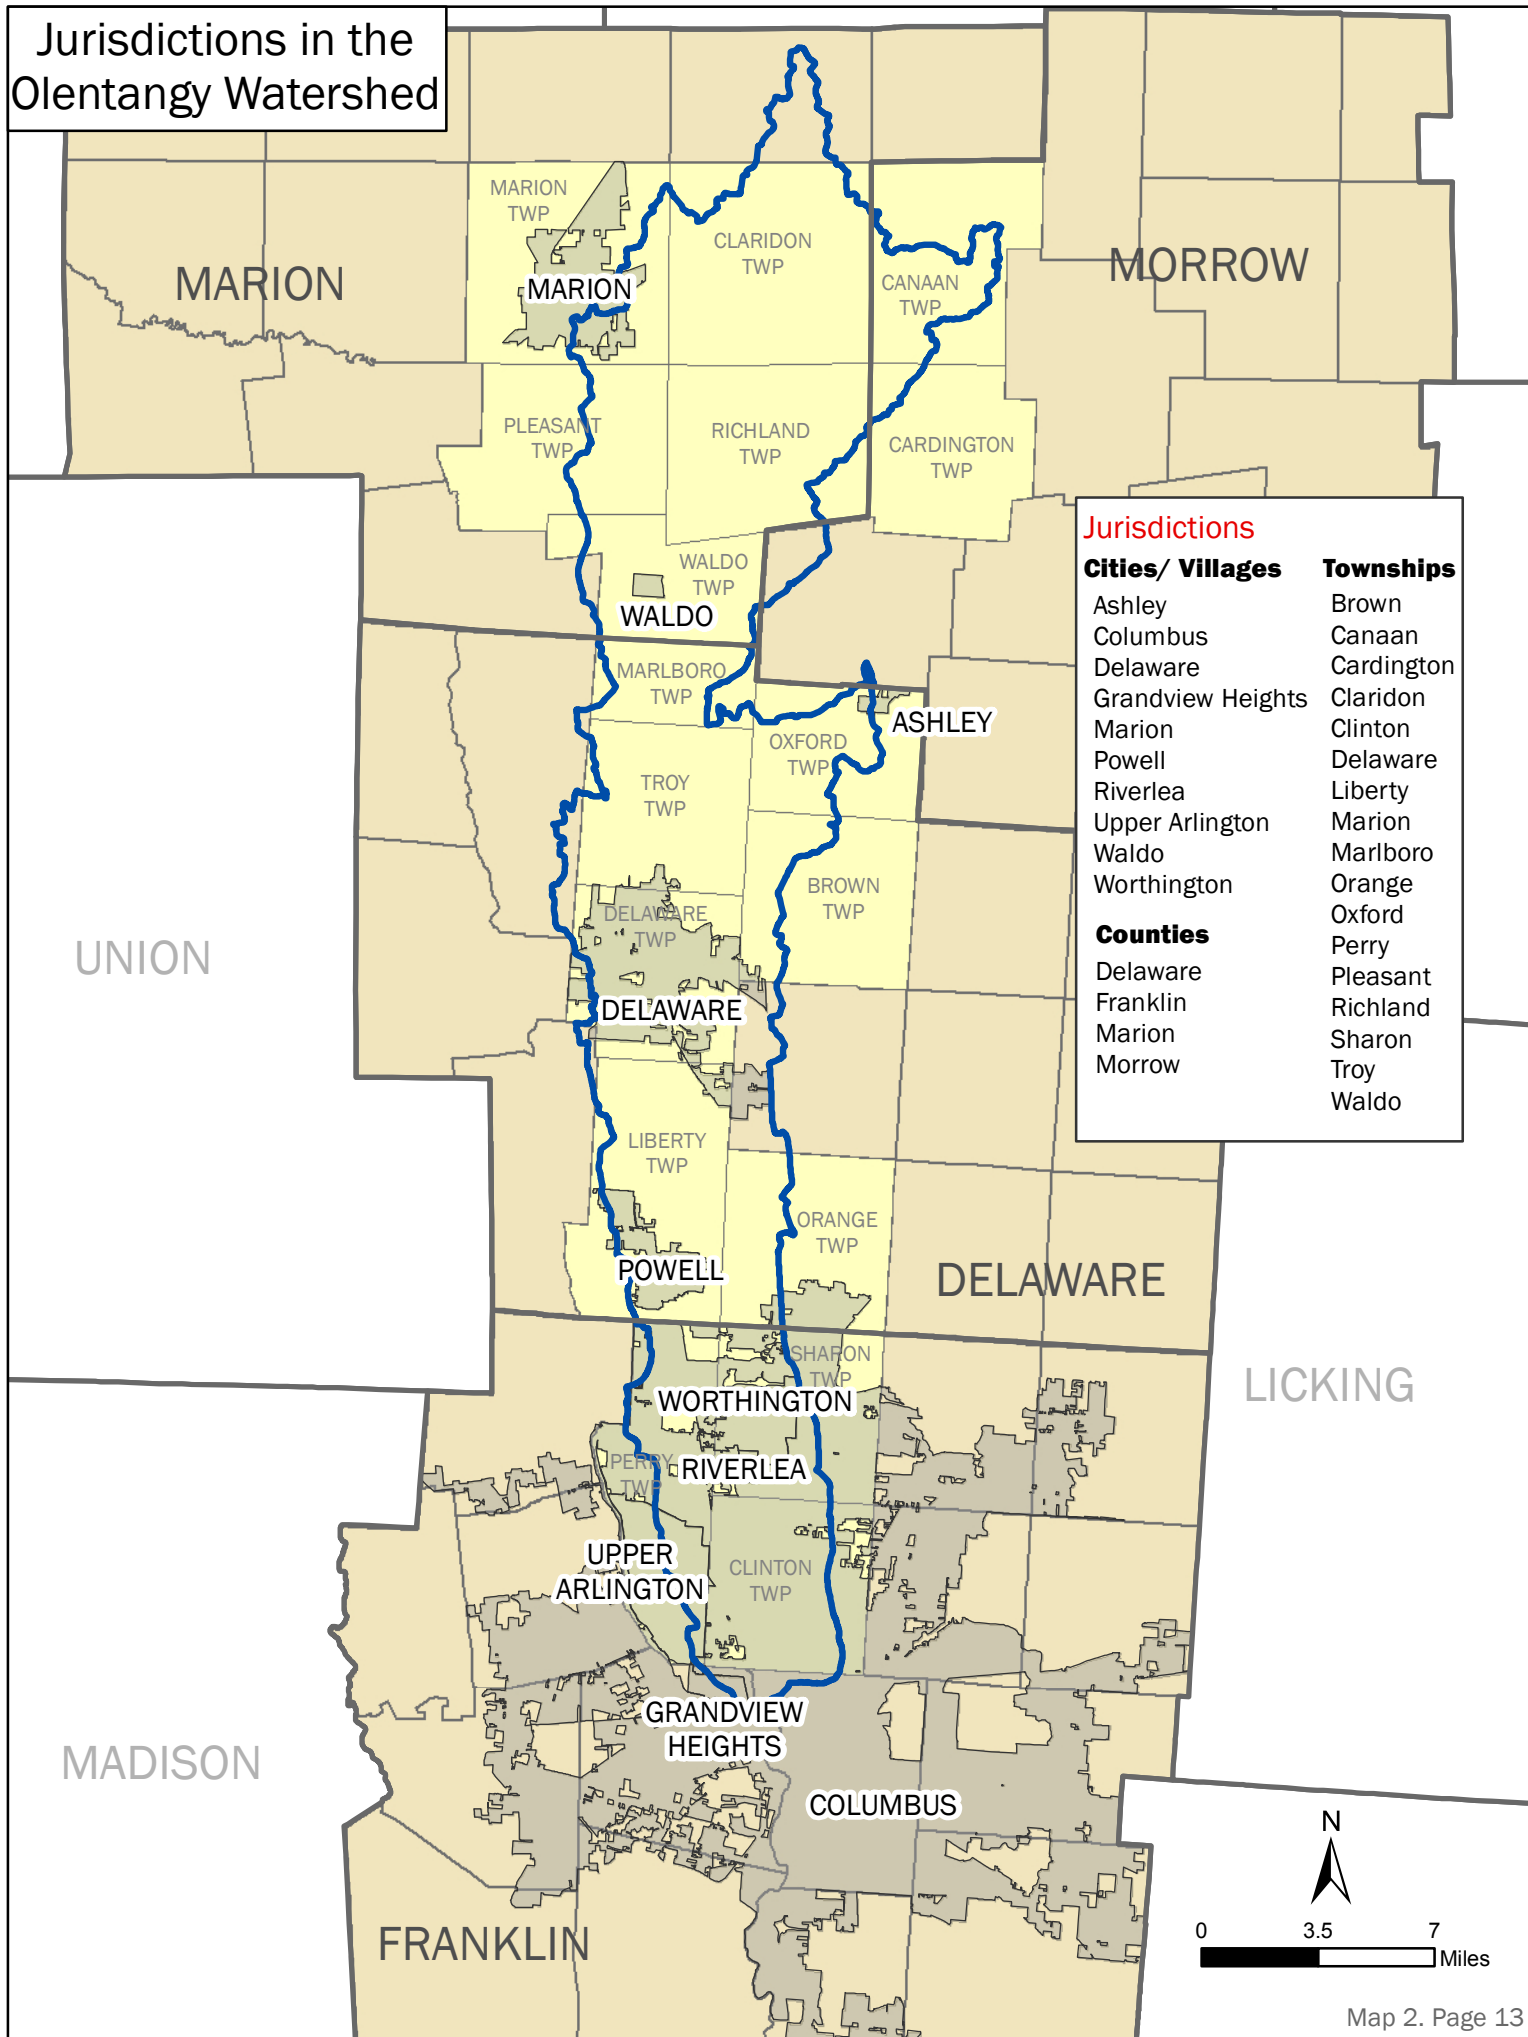 Jurisdictions in the
Olentangy Watershed
MARION
TWP
CLARIDON
TWP
MARION
MARION
CANAAN
TWP
MORROW
PLEASANT
TWP
RICHLAND
TWP
CARDINGTON
TWP
WALDO
TWP
WALDO
MARLBORO
TWP
ASHLEY
OXFORD
TWP
TROY
TWP
BROWN
TWP
DELAWARE
TWP
UNION
DELAWARE
LIBERTY
TWP
ORANGE
TWP
POWELL
DELAWARE
SHARON
TWP
LICKING
WORTHINGTON
PERRY
TWP
RIVERLEA
UPPER
ARLINGTON
CLINTON
TWP
GRANDVIEW
HEIGHTS
MADISON
COLUMBUS
FRANKLIN
Jurisdictions
Cities/ Villages
Ashley
Columbus
Delaware
Grandview Heights
Marion
Powell
Riverlea
Upper Arlington
Waldo
Worthington
Counties
Delaware
Franklin
Marion
Morrow
Townships
Brown
Canaan
Cardington
Claridon
Clinton
Delaware
Liberty
Marion
Marlboro
Orange
Oxford
Perry
Pleasant
Richland
Sharon
Troy
Waldo
N
0 3.5 7
Miles
Map 2. Page 13